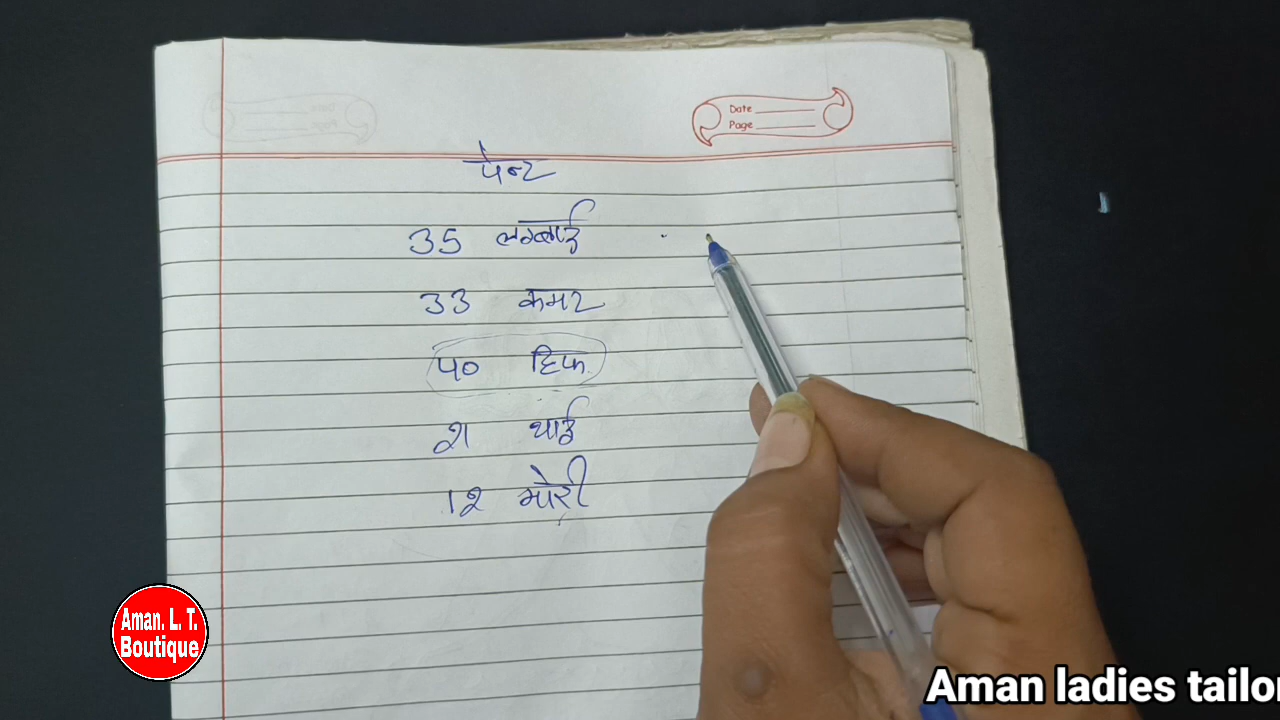 Date
Page
पेन्ट
35 लम्बाई
33 कमर
40 हिफ
21 थाई
12 मोरी
Aman. L. T.
Boutique
Aman ladies tailor